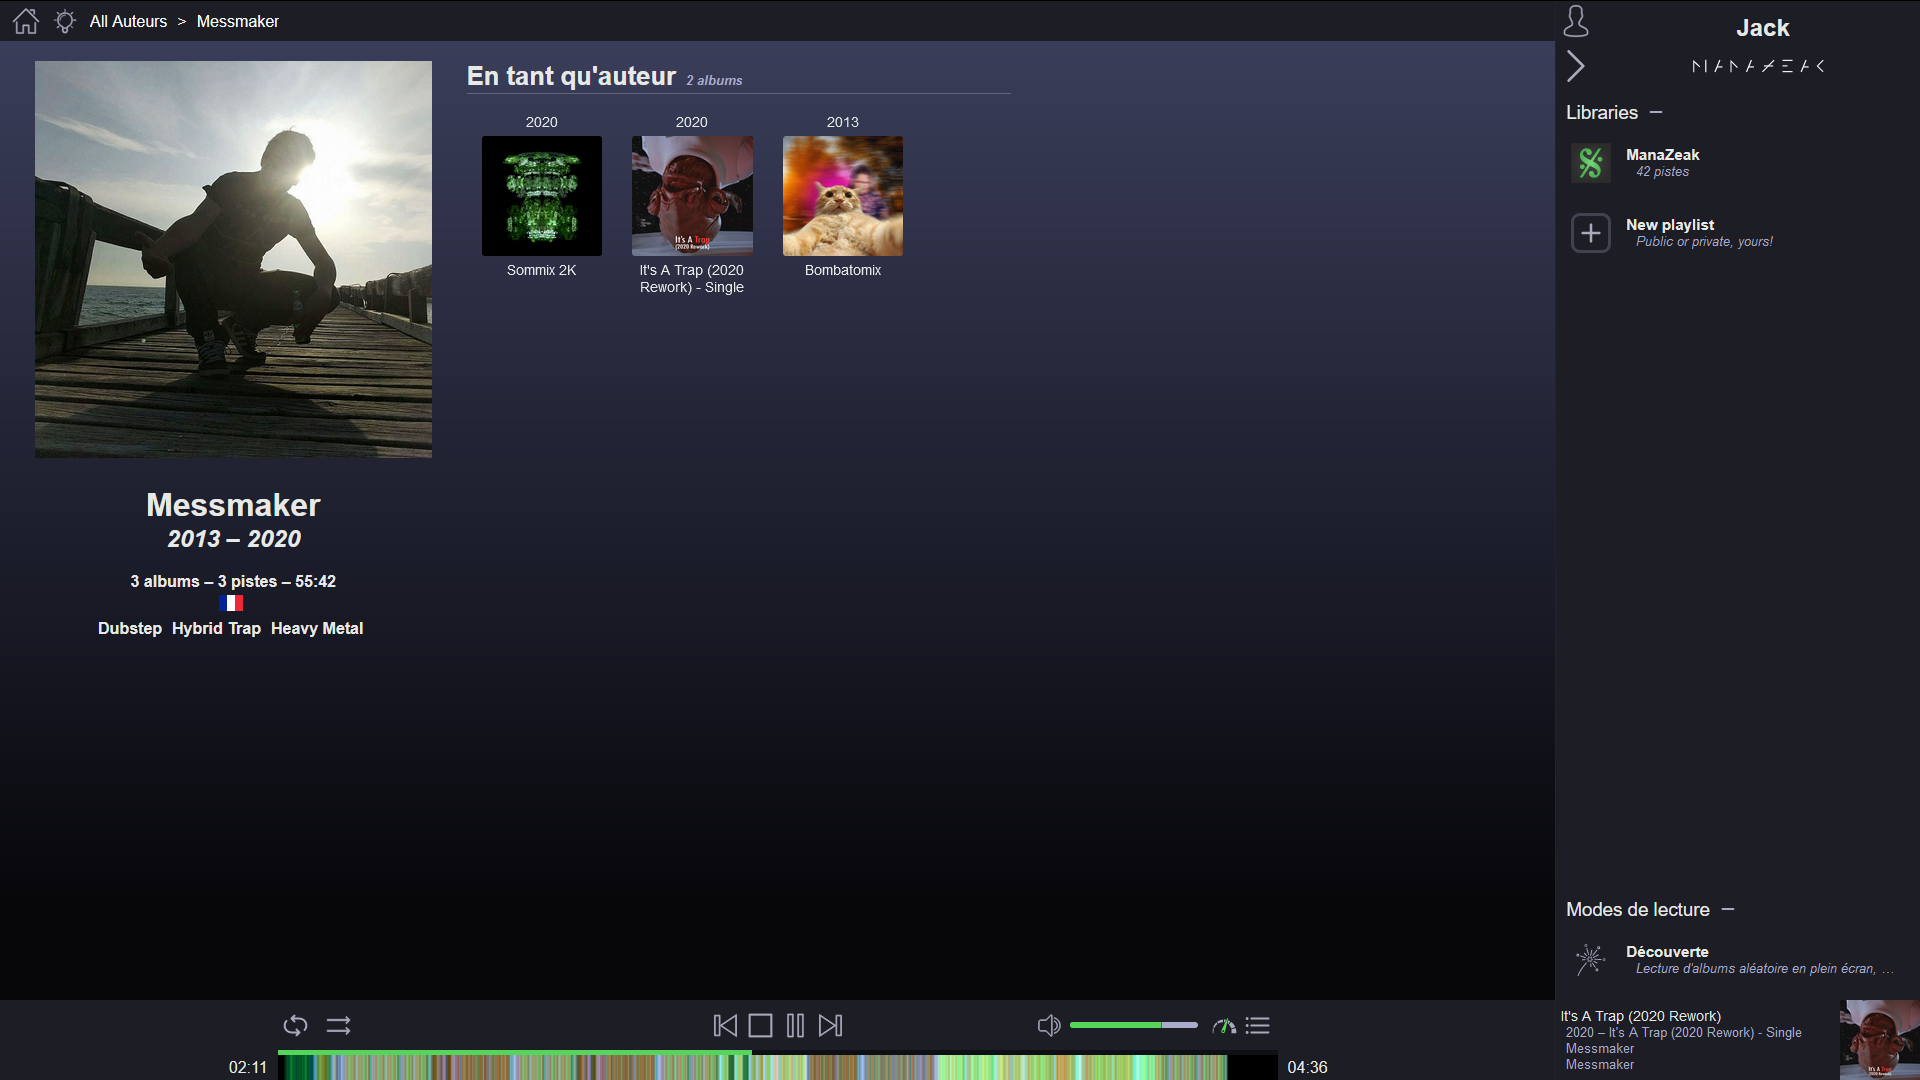 All Auteurs > Messmaker
Messmaker
2013 – 2020
3 albums – 3 pistes – 55:42
Dubstep Hybrid Trap Heavy Metal
En tant qu'auteur 2 albums
2020
Sommix 2K
2020
It's A Trap
(2020 Rework)
It's A Trap (2020
Rework) - Single
2013
Bombatomix
Jack
MANAZEAK
Libraries –
ManaZeak
42 pistes
New playlist
Public or private, yours!
Modes de lecture –
Découverte
Lecture d'albums aléatoire en plein écran, …
02:11
04:36
It's A Trap (2020 Rework)
2020 – It's A Trap (2020 Rework) - Single
Messmaker
Messmaker
It's A Trap
(2020 Rework)